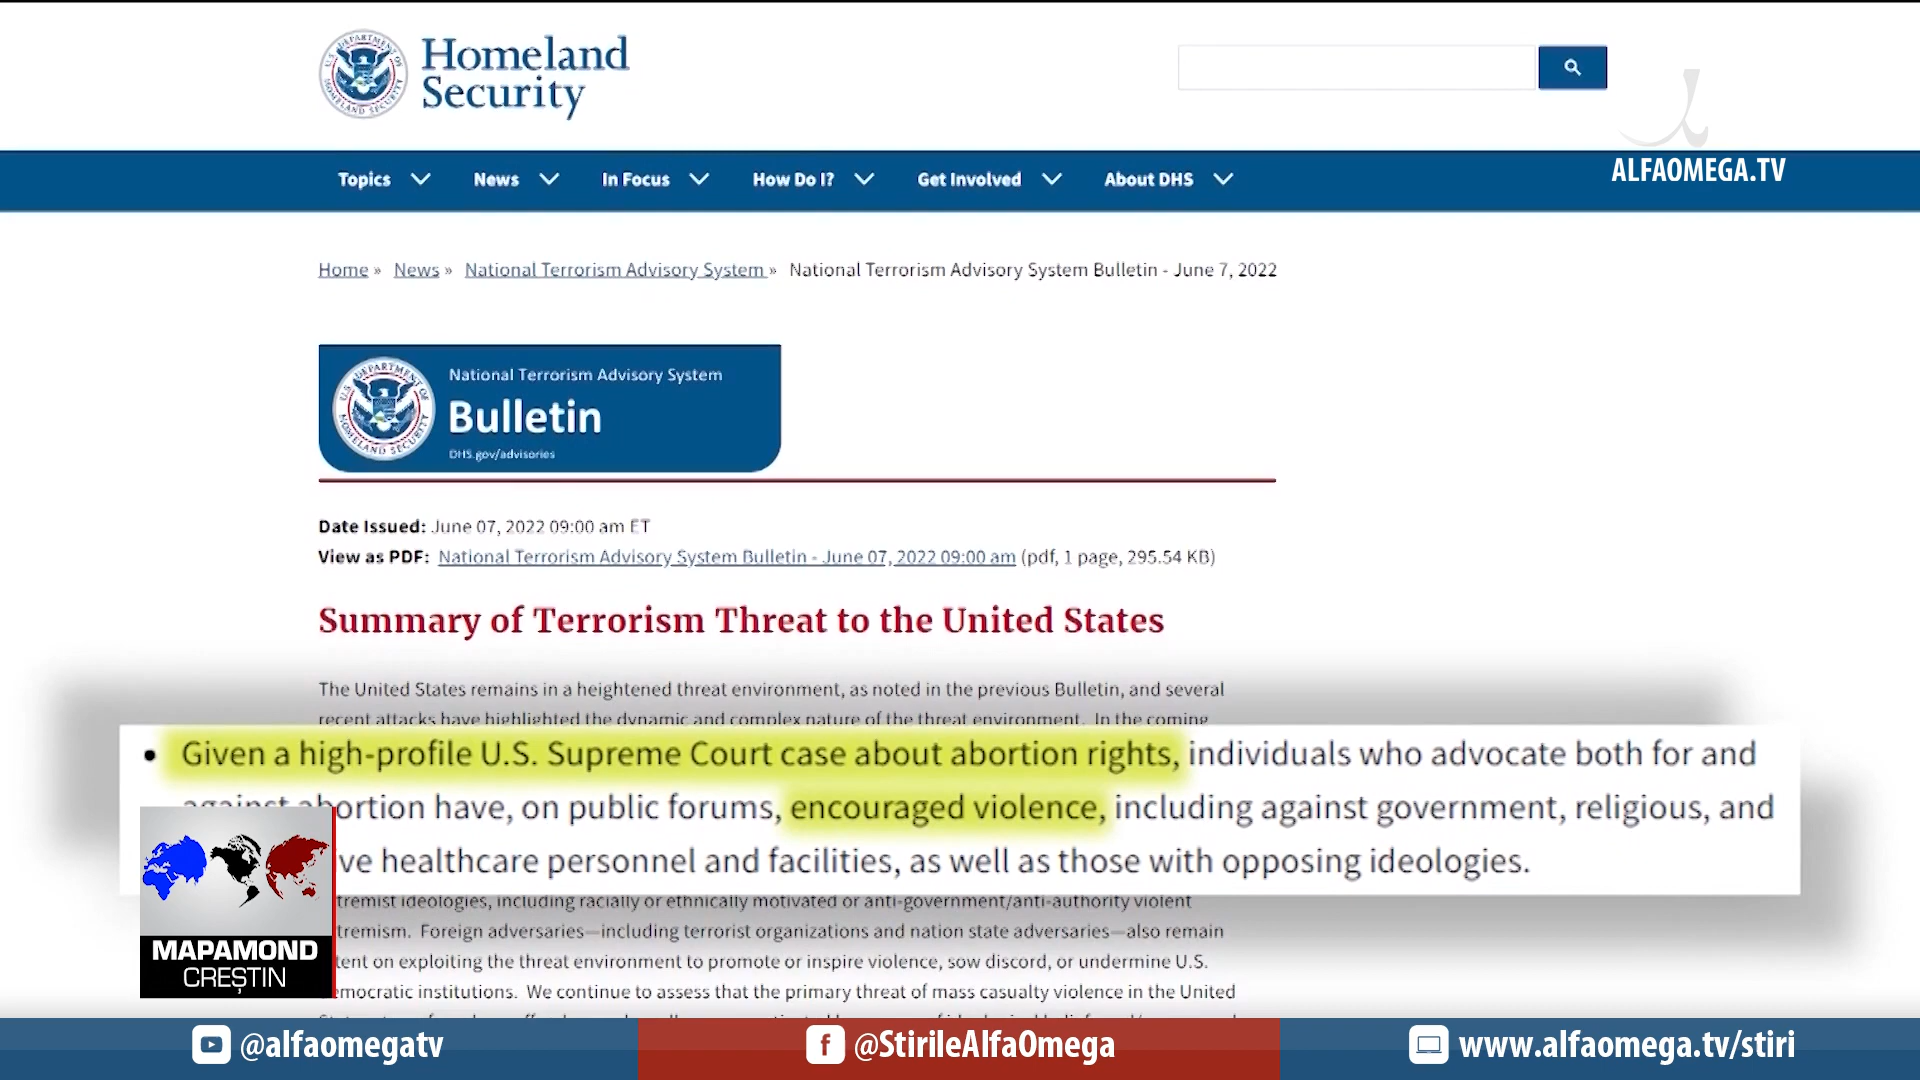 Homeland
Security
ALFAOMEGA.TV
Topics News In Focus How Do I? Get Involved About DHS
Home » News » National Terrorism Advisory System » National Terrorism Advisory System Bulletin - June 7, 2022
National Terrorism Advisory System
Bulletin
DHS.gov/advisories
Date Issued: June 07, 2022 09:00 am ET
View as PDF: National Terrorism Advisory System Bulletin - June 07, 2022 09:00 am (pdf, 1 page, 295.54 KB)
Summary of Terrorism Threat to the United States
The United States remains in a heightened threat environment, as noted in the previous Bulletin, and several
recent attacks have highlighted the dynamic and complex nature of the threat environment. In the coming
• Given a high-profile U.S. Supreme Court case about abortion rights, individuals who advocate both for and
against abortion have, on public forums, encouraged violence, including against government, religious, and
ve healthcare personnel and facilities, as well as those with opposing ideologies.
tremist ideologies, including racially or ethnically motivated or anti-government/anti-authority violent
tremism. Foreign adversaries—including terrorist organizations and nation state adversaries—also remain
tent on exploiting the threat environment to promote or inspire violence, sow discord, or undermine U.S.
mocratic institutions. We continue to assess that the primary threat of mass casualty violence in the United
MAPAMOND
CREȘTIN
@alfaomegatv
@StirileAlfaOmega
www.alfaomega.tv/stiri